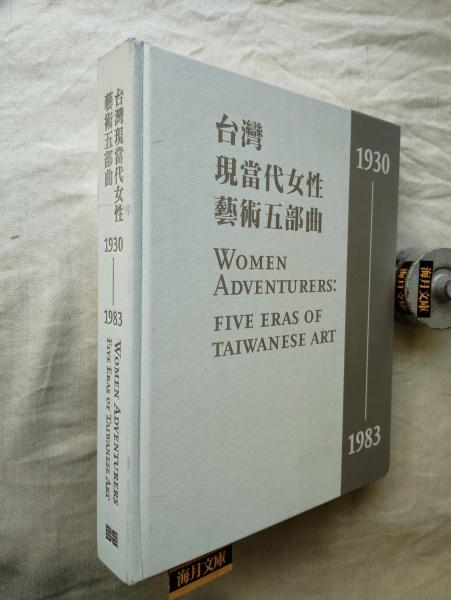 台灣
現當代女性
藝術五部曲
WOMEN
ADVENTURERS:
FIVE ERAS OF
TAIWANESE ART
1930
1983
台灣現當代女性
藝術五部曲
1930
1983
WOMEN ADVENTURERS
FIVE ERAS OF TAIWANESE ART
海月文庫
海月文庫